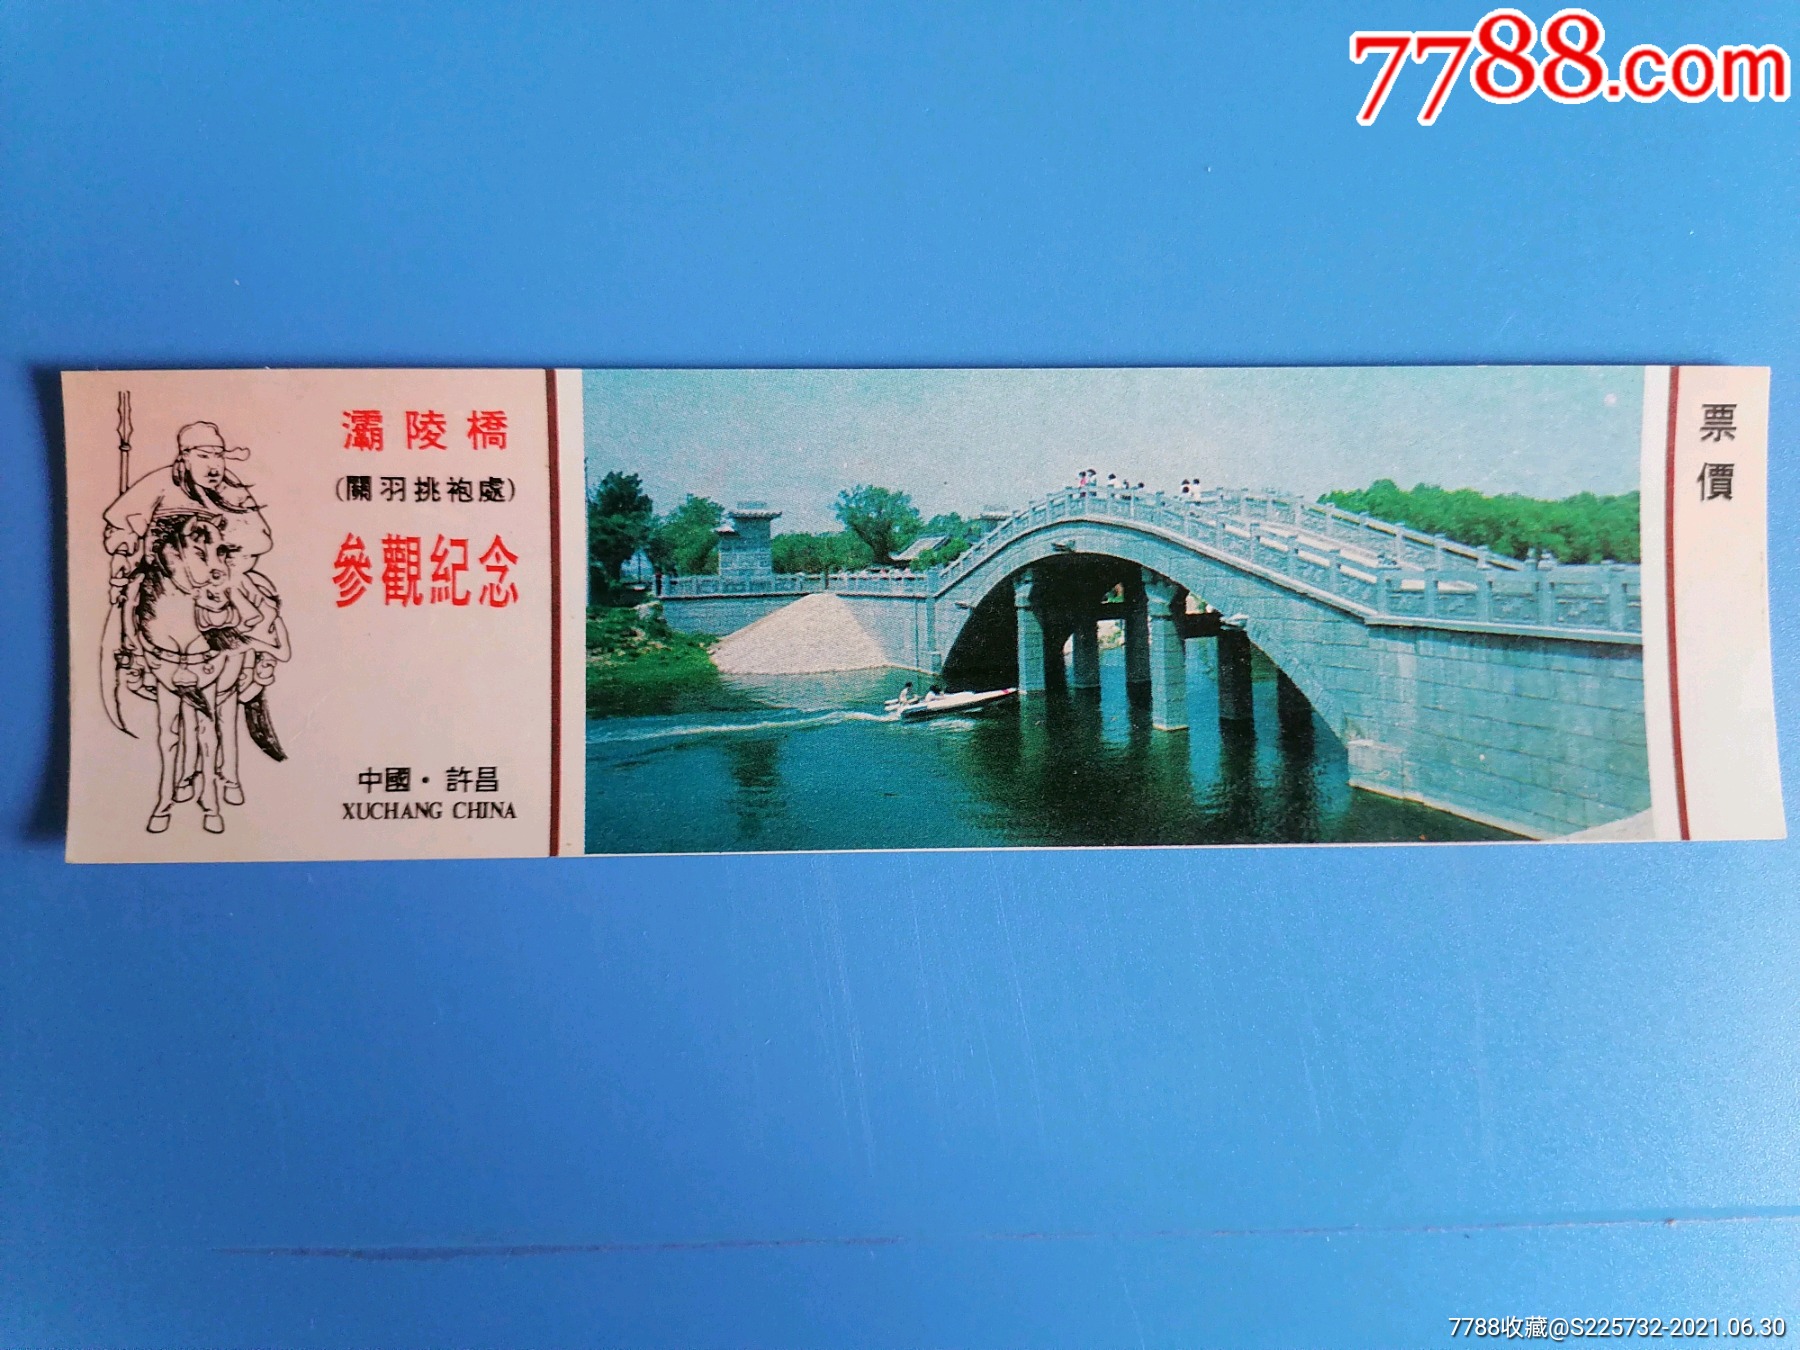 7788.com
灞陵橋
(關羽挑袍處)
參觀紀念
中國·許昌
XUCHANG CHINA
票價
7788收藏@S225732-2021.06.30